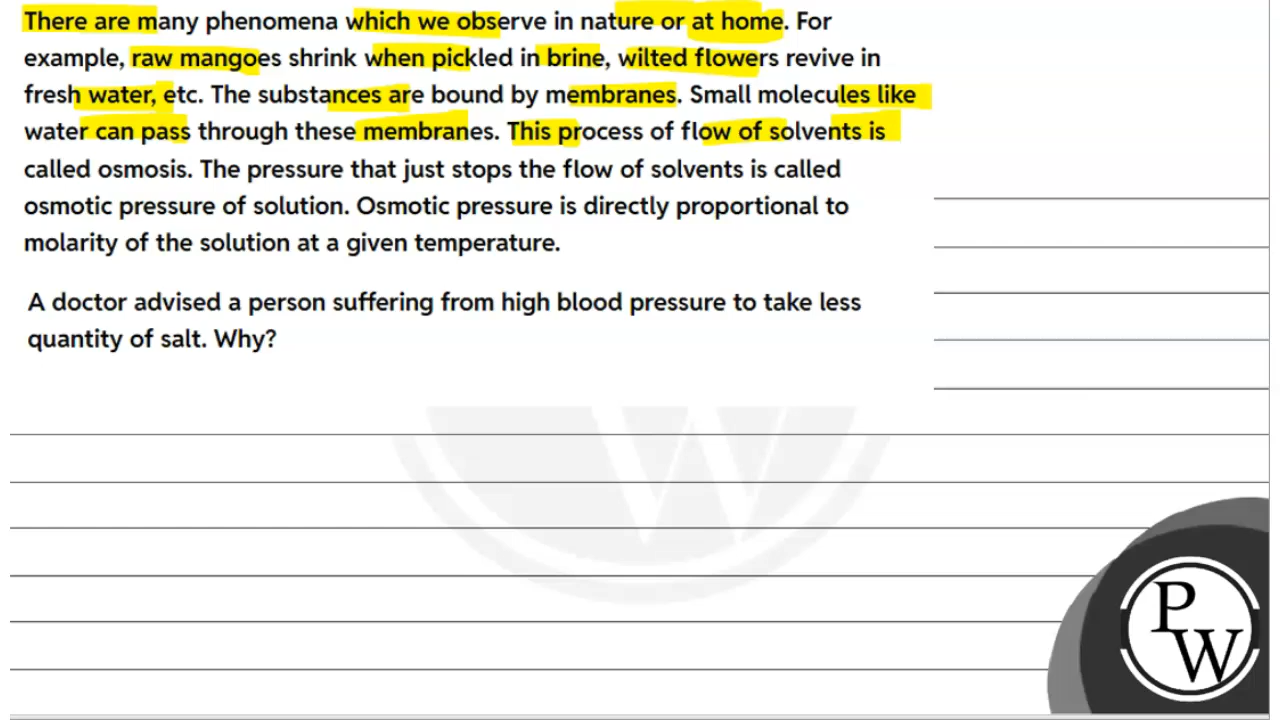 There are many phenomena which we observe in nature or at home. For
example, raw mangoes shrink when pickled in brine, wilted flowers revive in
fresh water, etc. The substances are bound by membranes. Small molecules like
water can pass through these membranes. This process of flow of solvents is
called osmosis. The pressure that just stops the flow of solvents is called
osmotic pressure of solution. Osmotic pressure is directly proportional to
molarity of the solution at a given temperature.
A doctor advised a person suffering from high blood pressure to take less
quantity of salt. Why?
P
W